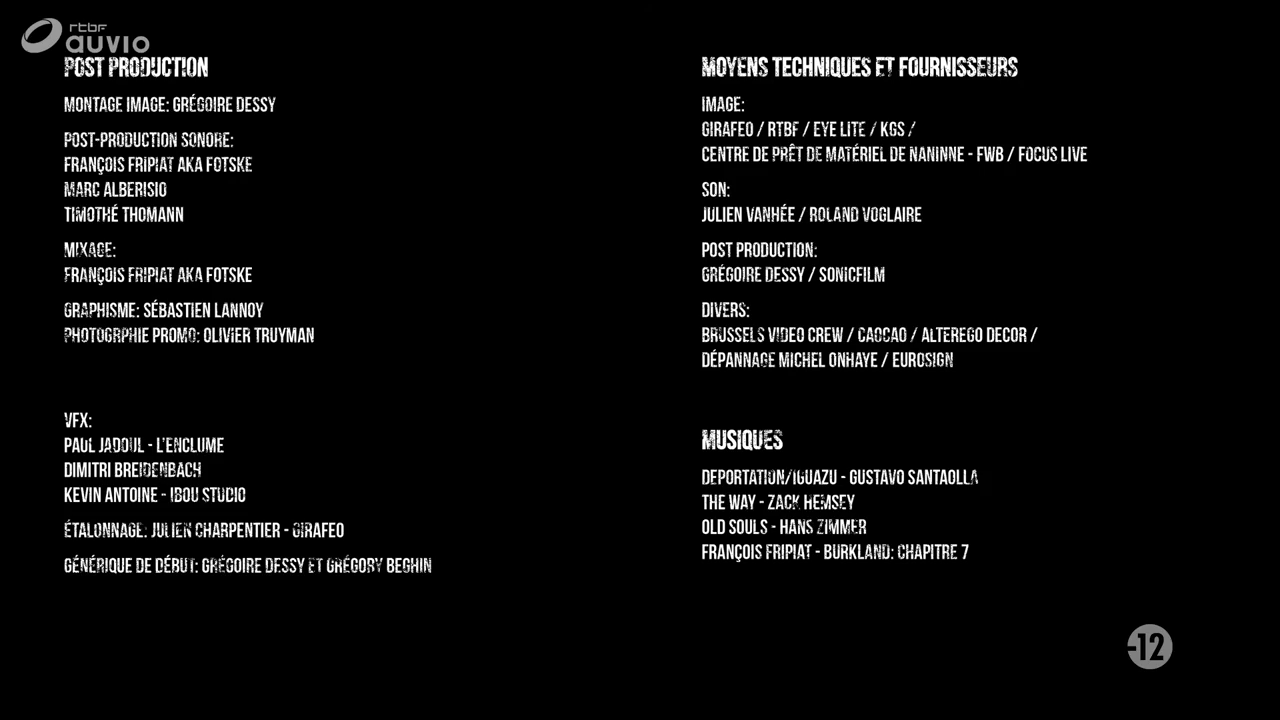 rtbf
auvio
POST PRODUCTION
MONTAGE IMAGE: GRÉGOIRE DESSY
POST-PRODUCTION SONORE:
FRANÇOIS FRIPIAT AKA FOTSKE
MARC ALBERISIO
TIMOTHÉ THOMANN
MIXAGE:
FRANÇOIS FRIPIAT AKA FOTSKE
GRAPHISME: SÉBASTIEN LANNOY
PHOTOGRPHIE PROMO: OLIVIER TRUYMAN
VFX:
PAUL JADOUL - L'ENCLUME
DIMITRI BREIDENBACH
KEVIN ANTOINE - IBOU STUDIO
ÉTALONNAGE: JULIEN CHARPENTIER - GIRAFEO
GÉNÉRIQUE DE DÉBUT: GRÉGOIRE DESSY ET GRÉGORY BEGHIN
MOYENS TECHNIQUES ET FOURNISSEURS
IMAGE:
GIRAFEO / RTBF / EYE LITE / KGS /
CENTRE DE PRÊT DE MATÉRIEL DE NANINNE - FWB / FOCUS LIVE
SON:
JULIEN VANHÉE / ROLAND VOGLAIRE
POST PRODUCTION:
GRÉGOIRE DESSY / SONICFILM
DIVERS:
BRUSSELS VIDEO CREW / CAOCAO / ALTEREGO DECOR /
DÉPANNAGE MICHEL ONHAYE / EUROSIGN
MUSIQUES
DEPORTATION/IGUAZU - GUSTAVO SANTAOLLA
THE WAY - ZACK HEMSEY
OLD SOULS - HANS ZIMMER
FRANÇOIS FRIPIAT - BURKLAND: CHAPITRE 7
-12